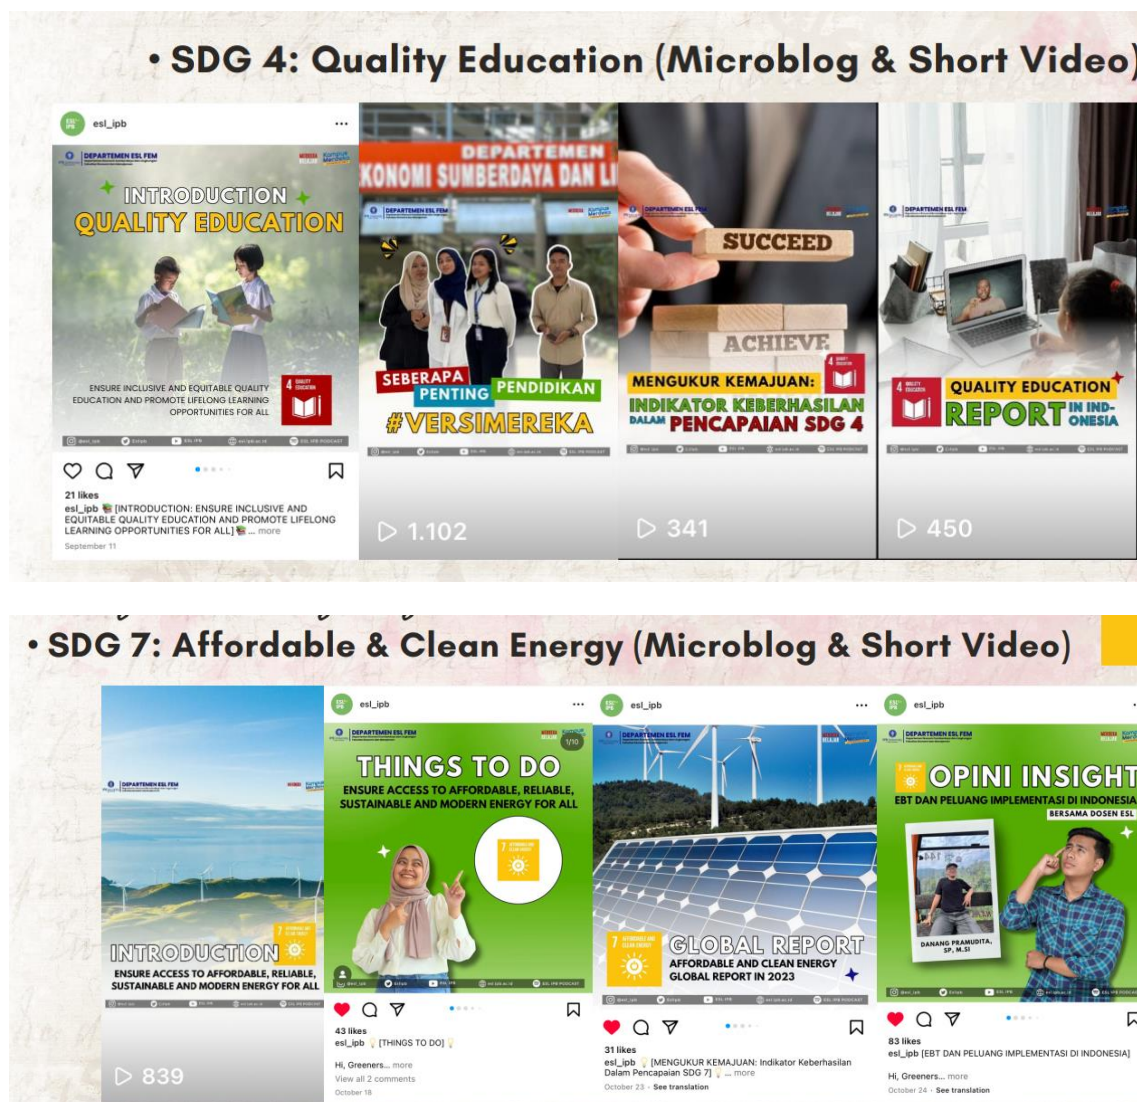 • SDG 4: Quality Education (Microblog & Short Video)
esl_ipb
DEPARTEMEN ESL FEM
INTRODUCTION
QUALITY EDUCATION
ENSURE INCLUSIVE AND EQUITABLE QUALITY
EDUCATION AND PROMOTE LIFELONG LEARNING
OPPORTUNITIES FOR ALL
4 QUALITY EDUCATION
21 likes
esl_ipb 📚 [INTRODUCTION: ENSURE INCLUSIVE AND
EQUITABLE QUALITY EDUCATION AND PROMOTE LIFELONG
LEARNING OPPORTUNITIES FOR ALL] 📚 ... more
September 11
DEPARTEMEN
KONOMI SUMBERDAYA DAN LI
DEPARTEMEN ESL FEM
SEBERAPA
PENTING PENDIDIKAN
#VERSIMEREKA
1.102
DEPARTEMEN ESL FEM
SUCCEED
ACHIEVE
MENGUKUR KEMAJUAN:
INDIKATOR KEBERHASILAN
DALAM PENCAPAIAN SDG 4
341
DEPARTEMEN ESL FEM
QUALITY EDUCATION
REPORT IN IND-
ONESIA
450
• SDG 7: Affordable & Clean Energy (Microblog & Short Video)
DEPARTEMEN ESL FEM
INTRODUCTION
ENSURE ACCESS TO AFFORDABLE, RELIABLE,
SUSTAINABLE AND MODERN ENERGY FOR ALL
839
esl_ipb
DEPARTEMEN ESL FEM
1/10
THINGS TO DO
ENSURE ACCESS TO AFFORDABLE, RELIABLE,
SUSTAINABLE AND MODERN ENERGY FOR ALL
43 likes
esl_ipb 💡 [THINGS TO DO] 💡
Hi, Greeners... more
View all 2 comments
October 18
esl_ipb
DEPARTEMEN ESL FEM
GLOBAL REPORT
AFFORDABLE AND CLEAN ENERGY
GLOBAL REPORT IN 2023
31 likes
esl_ipb 💡 [MENGUKUR KEMAJUAN: Indikator Keberhasilan
Dalam Pencapaian SDG 7] 💡 ... more
October 23 · See translation
esl_ipb
DEPARTEMEN ESL FEM
OPINI INSIGHT
EBT DAN PELUANG IMPLEMENTASI DI INDONESIA
BERSAMA DOSEN ESL
DANANG PRAMUDITA,
SP, M.SI
83 likes
esl_ipb [EBT DAN PELUANG IMPLEMENTASI DI INDONESIA]
Hi, Greeners... more
October 24 · See translation